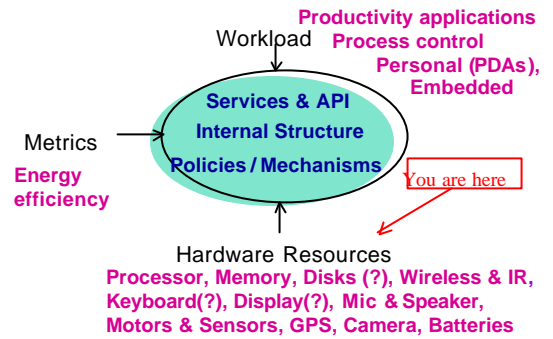 Productivity applications
Workload
Process control
Personal (PDAs),
Embedded
Services & API
Internal Structure
Policies / Mechanisms
Metrics
Energy
efficiency
You are here
Hardware Resources
Processor, Memory, Disks (?), Wireless & IR,
Keyboard(?), Display(?), Mic & Speaker,
Motors & Sensors, GPS, Camera, Batteries